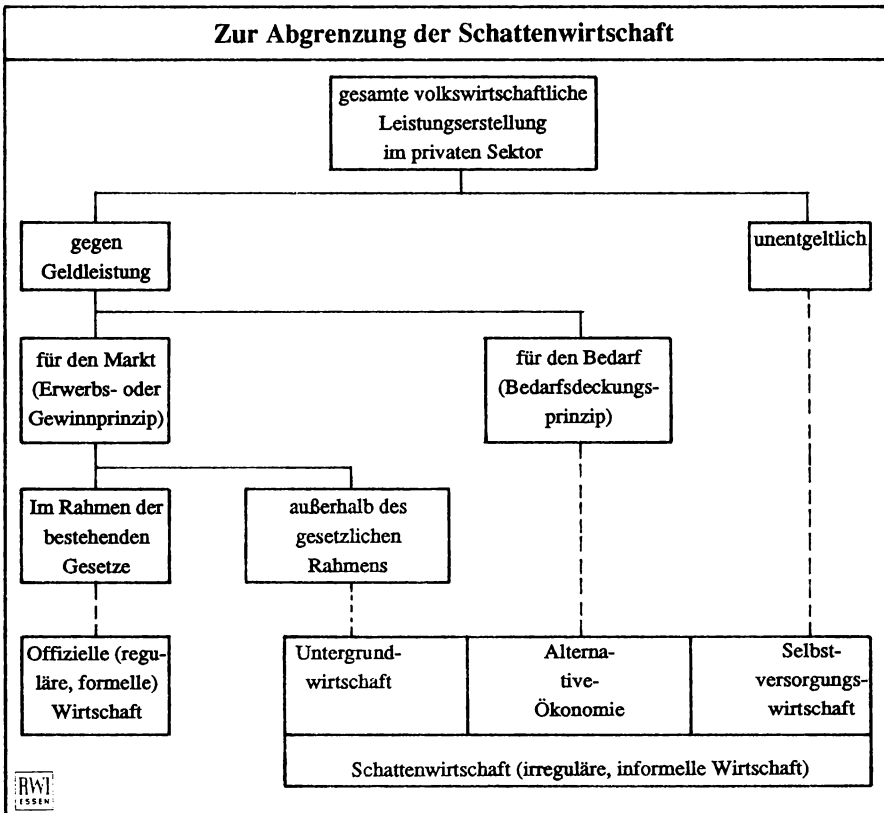 Zur Abgrenzung der Schattenwirtschaft
gesamte volkswirtschaftliche
Leistungserstellung
im privaten Sektor
gegen
Geldleistung
unentgeltlich
für den Markt
(Erwerbs- oder
Gewinnprinzip)
für den Bedarf
(Bedarfsdeckungs-
prinzip)
Im Rahmen der
bestehenden
Gesetze
außerhalb des
gesetzlichen
Rahmens
Offizielle (regu-
läre, formelle)
Wirtschaft
Untergrund-
wirtschaft
Alterna-
tive-
Ökonomie
Selbst-
versorgungs-
wirtschaft
Schattenwirtschaft (irreguläre, informelle Wirtschaft)
RWI
ESSEN